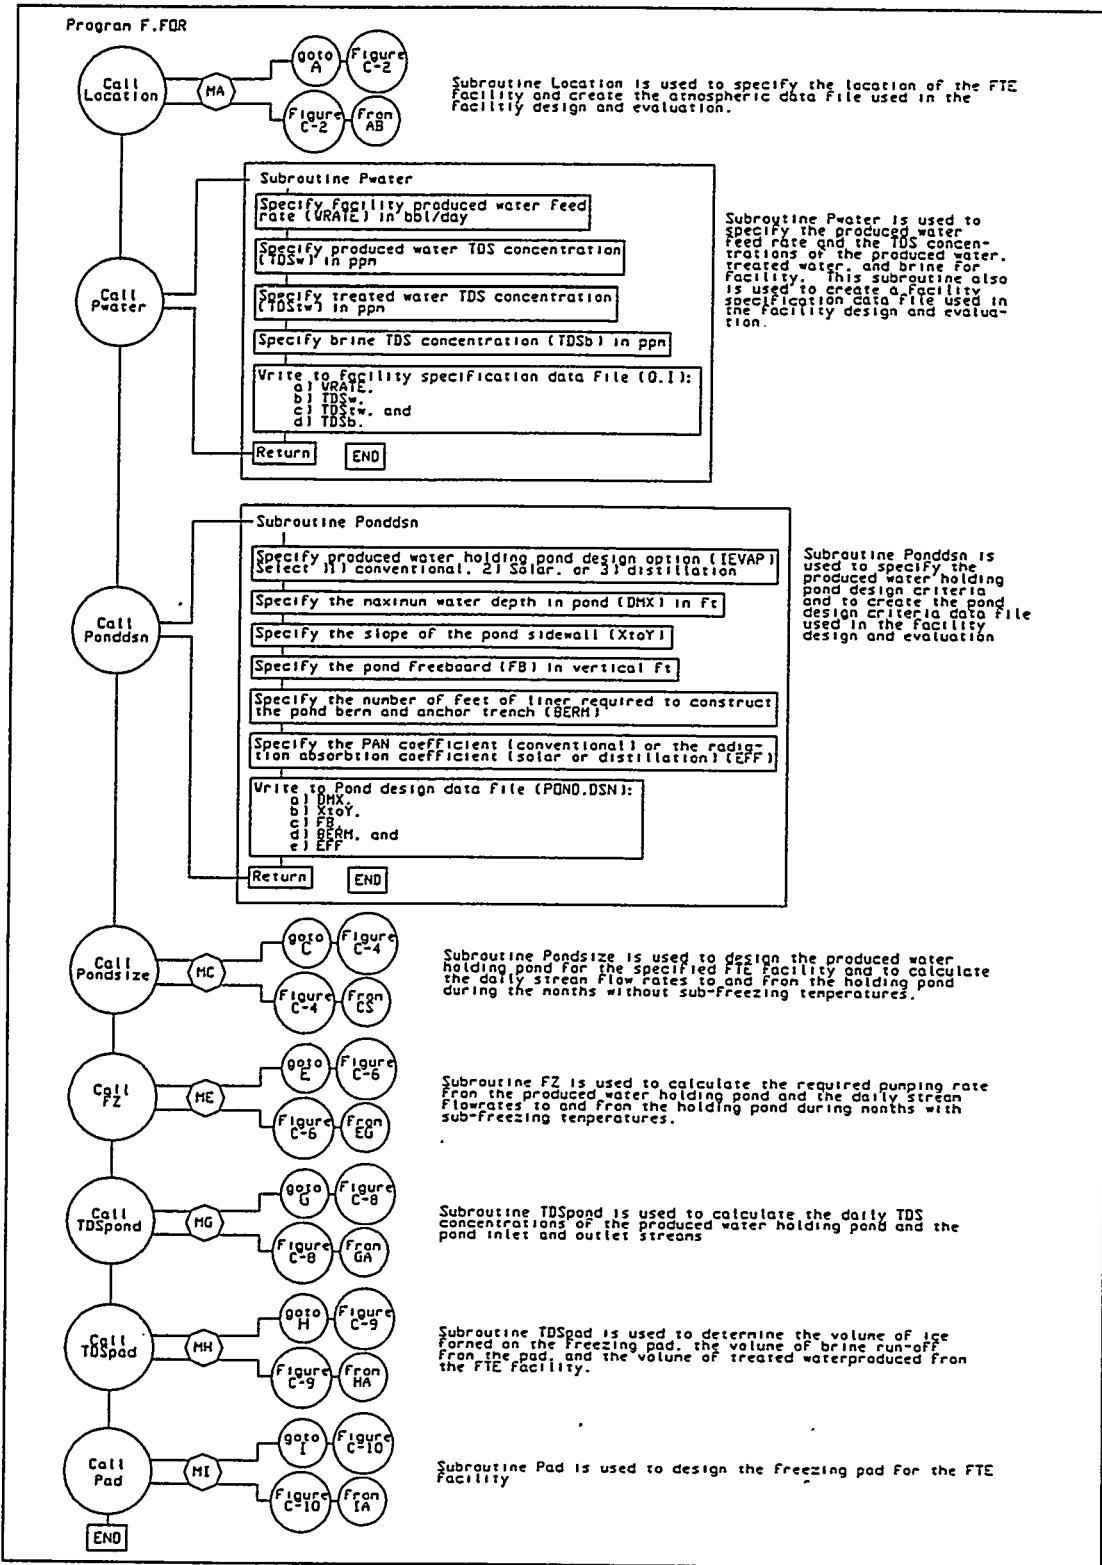 Program F.FOR
Call
Location
MA
goto
A
Figure
C-2
Figure
C-2
from
AB
Subroutine Location is used to specify the location of the FTE
facility and create the atmospheric data file used in the
faciltiy design and evaluation.
Call
Pwater
Subroutine Pwater
Specify facility produced water feed
rate (VRATE) in bbl/day
Specify produced water TDS concentration
(TDSw) in ppm
Specify treated water TDS concentration
(TDStw) in ppm
Specify brine TDS concentration (TDSb) in ppm
Write to facility specification data file (Q.I):
a) VRATE,
b) TDSw,
c) TDStw, and
d) TDSb.
Return
END
Subroutine Pwater is used to
specify the produced water
feed rate and the TDS concen-
trations of the produced water,
treated water, and brine for
facility. This subroutine also
is used to create a facility
specification data file used in
the facility design and evalua-
tion.
Call
Ponddsn
Subroutine Ponddsn
Specify produced water holding pond design option (IEVAP)
Select 1) conventional, 2) Solar, or 3) distillation
Specify the maximum water depth in pond (DMX) in ft
Specify the slope of the pond sidewall (XtoY)
Specify the pond freeboard (FB) in vertical ft
Specify the number of feet of liner required to construct
the pond berm and anchor trench (BERM)
Specify the PAN coefficient (conventional) or the radia-
tion absorbtion coefficient (solar or distillation) (EFF)
Write to Pond design data file (POND.DSN):
a) DMX,
b) XtoY,
c) FB,
d) BERM, and
e) EFF
Return
END
Subroutine Ponddsn is
used to specify the
produced water holding
pond design criteria
and to create the pond
design criteria data file
used in the facility
design and evaluation
Call
Pondsize
MC
goto
C
Figure
C-4
Figure
C-4
from
CS
Subroutine Pondsize is used to design the produced water
holding pond for the specified FTE facility and to calculate
the daily stream flow rates to and from the holding pond
during the months without sub-freezing temperatures.
Call
FZ
ME
goto
E
Figure
C-6
Figure
C-6
from
EG
Subroutine FZ is used to calculate the required pumping rate
from the produced water holding pond and the daily stream
flowrates to and from the holding pond during months with
sub-freezing temperatures.
Call
TDSpond
MG
goto
G
Figure
C-8
Figure
C-8
from
GA
Subroutine TDSpond is used to calculate the daily TDS
concentrations of the produced water holding pond and the
pond inlet and outlet streams
Call
TDSpad
MH
goto
H
Figure
C-9
Figure
C-9
from
HA
Subroutine TDSpad is used to determine the volume of ice
formed on the freezing pad, the volume of brine run-off
from the pad, and the volume of treated waterproduced from
the FTE facility.
Call
Pad
MI
goto
I
Figure
C-10
Figure
C-10
from
IA
Subroutine Pad is used to design the freezing pad for the FTE
facility
END